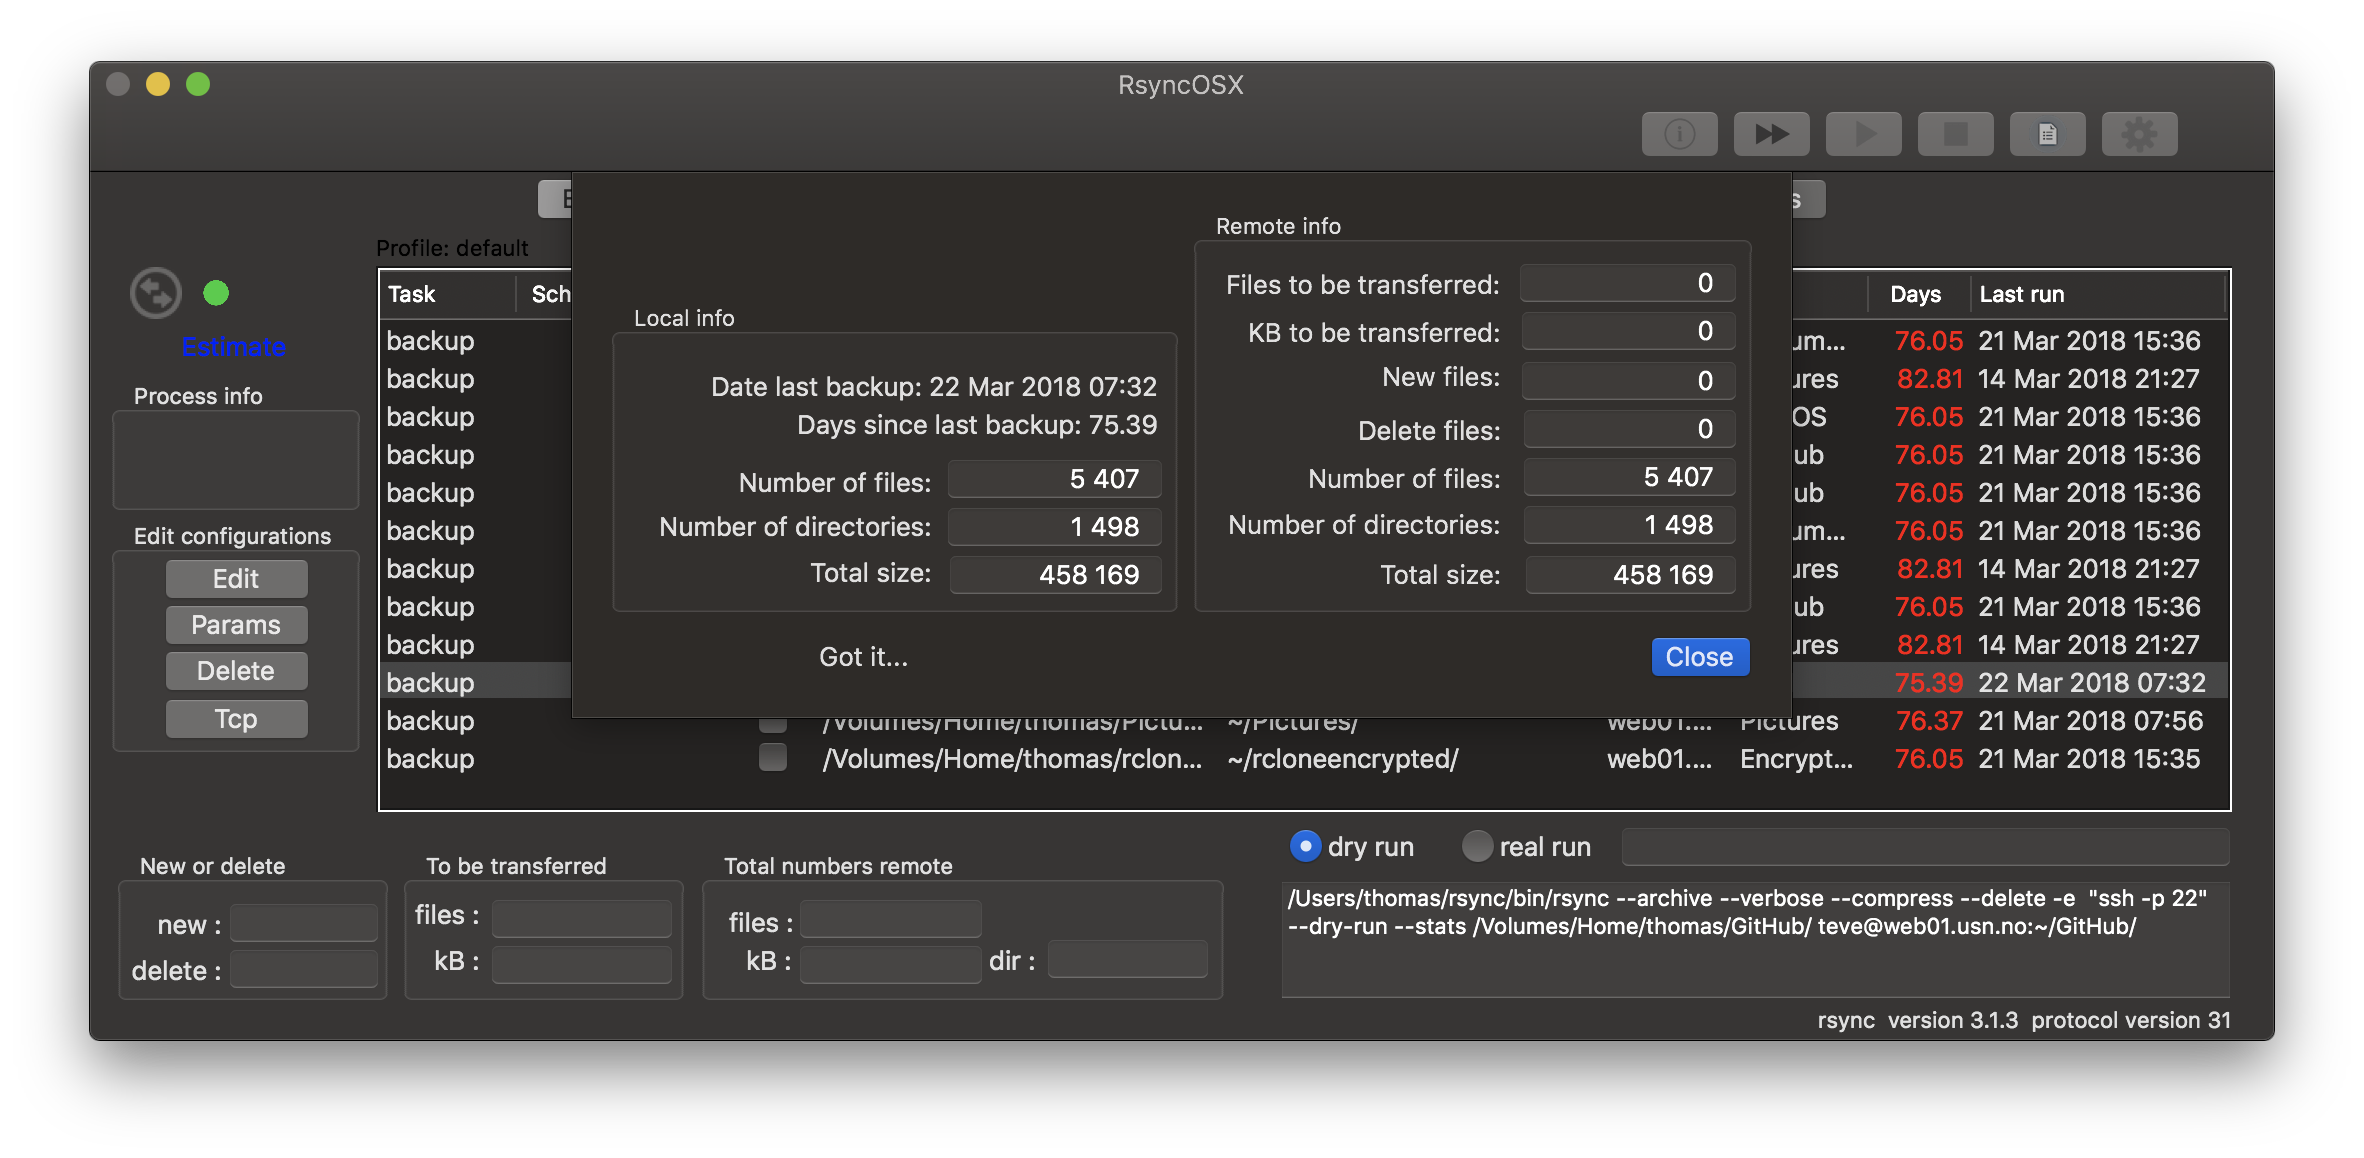 RsyncOSX
Profile: default
Task
Days
Last run
Estimate
Process info
Edit configurations
Edit
Params
Delete
Tcp
backup
backup
backup
backup
backup
backup
backup
backup
backup
backup
backup
backup
Local info
Date last backup: 22 Mar 2018 07:32
Days since last backup: 75.39
Number of files: 5 407
Number of directories: 1 498
Total size: 458 169
Got it...
Remote info
Files to be transferred: 0
KB to be transferred: 0
New files: 0
Delete files: 0
Number of files: 5 407
Number of directories: 1 498
Total size: 458 169
Close
76.05 21 Mar 2018 15:36
82.81 14 Mar 2018 21:27
76.05 21 Mar 2018 15:36
76.05 21 Mar 2018 15:36
76.05 21 Mar 2018 15:36
76.05 21 Mar 2018 15:36
82.81 14 Mar 2018 21:27
76.05 21 Mar 2018 15:36
82.81 14 Mar 2018 21:27
75.39 22 Mar 2018 07:32
/Volumes/Home/thomas/Pictu... ~/Pictures/ web01.... Pictures 76.37 21 Mar 2018 07:56
/Volumes/Home/thomas/rclon... ~/rcloneencrypted/ web01.... Encrypt... 76.05 21 Mar 2018 15:35
New or delete
new :
delete :
To be transferred
files :
kB :
Total numbers remote
files :
kB :
dir :
dry run
real run
/Users/thomas/rsync/bin/rsync --archive --verbose --compress --delete -e "ssh -p 22"
--dry-run --stats /Volumes/Home/thomas/GitHub/ teve@web01.usn.no:~/GitHub/
rsync version 3.1.3 protocol version 31